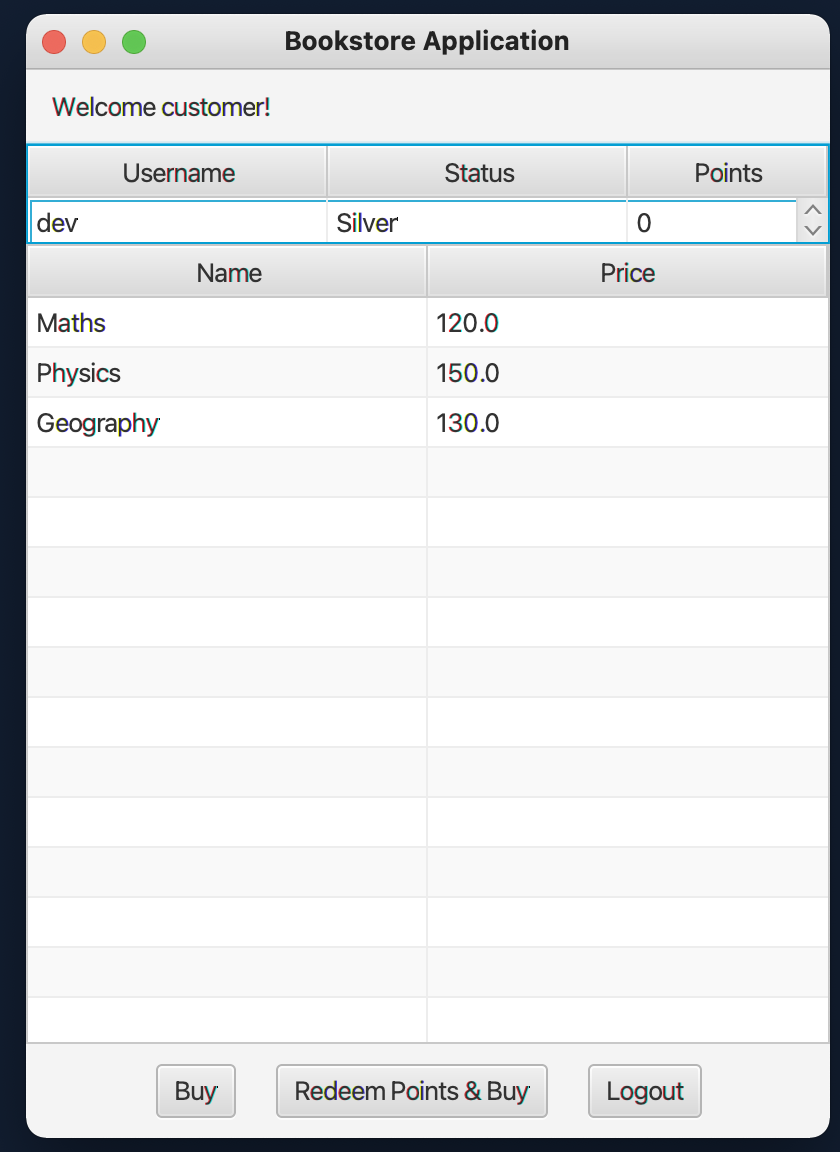 Bookstore Application
Welcome customer!
Username Status Points
dev Silver 0
Name Price
Maths 120.0
Physics 150.0
Geography 130.0
Buy Redeem Points & Buy Logout